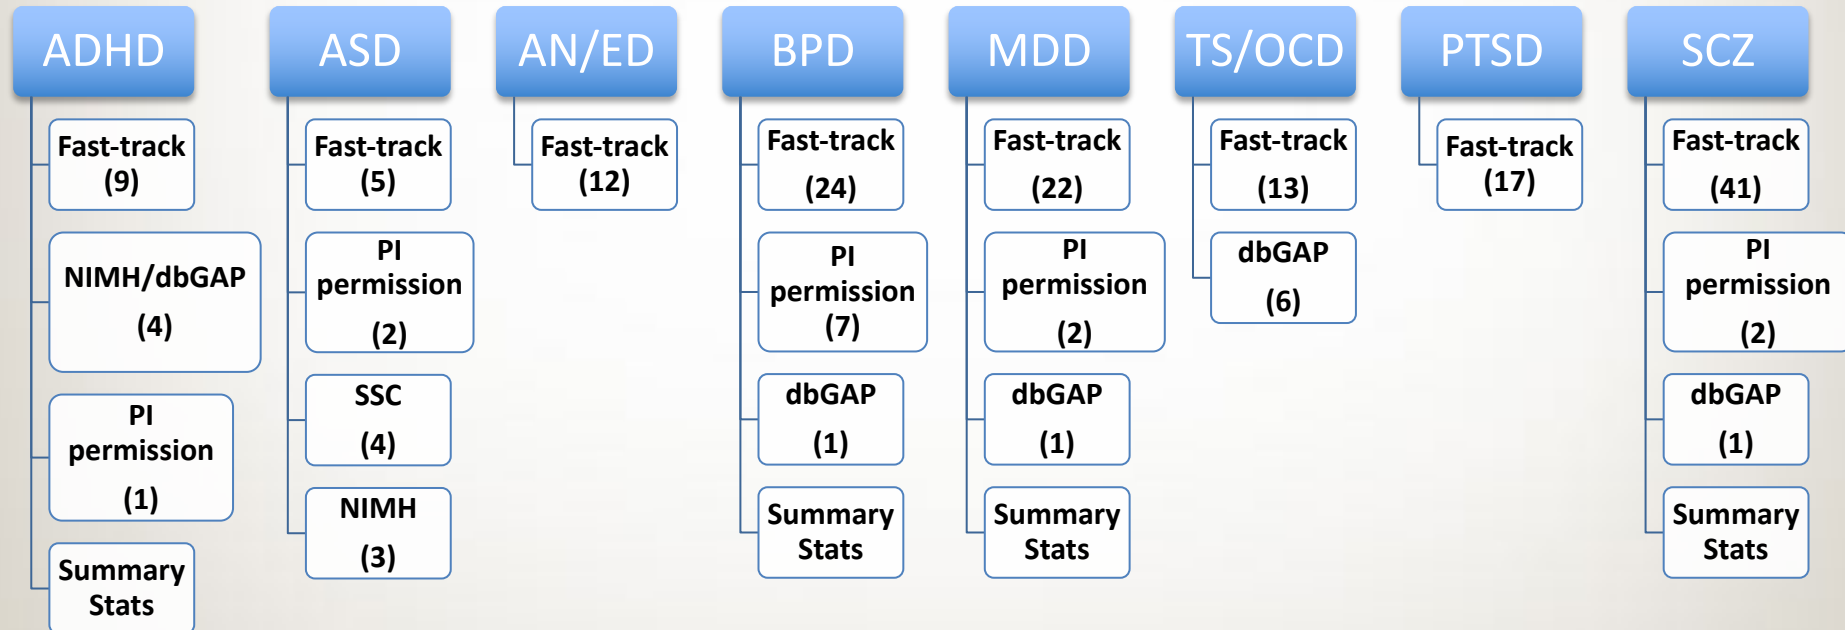 ADHD
Fast-track
(9)
NIMH/dbGAP
(4)
PI
permission
(1)
Summary
Stats
ASD
Fast-track
(5)
PI
permission
(2)
SSC
(4)
NIMH
(3)
AN/ED
Fast-track
(12)
BPD
Fast-track
(24)
PI
permission
(7)
dbGAP
(1)
Summary
Stats
MDD
Fast-track
(22)
PI
permission
(2)
dbGAP
(1)
Summary
Stats
TS/OCD
Fast-track
(13)
dbGAP
(6)
PTSD
Fast-track
(17)
SCZ
Fast-track
(41)
PI
permission
(2)
dbGAP
(1)
Summary
Stats